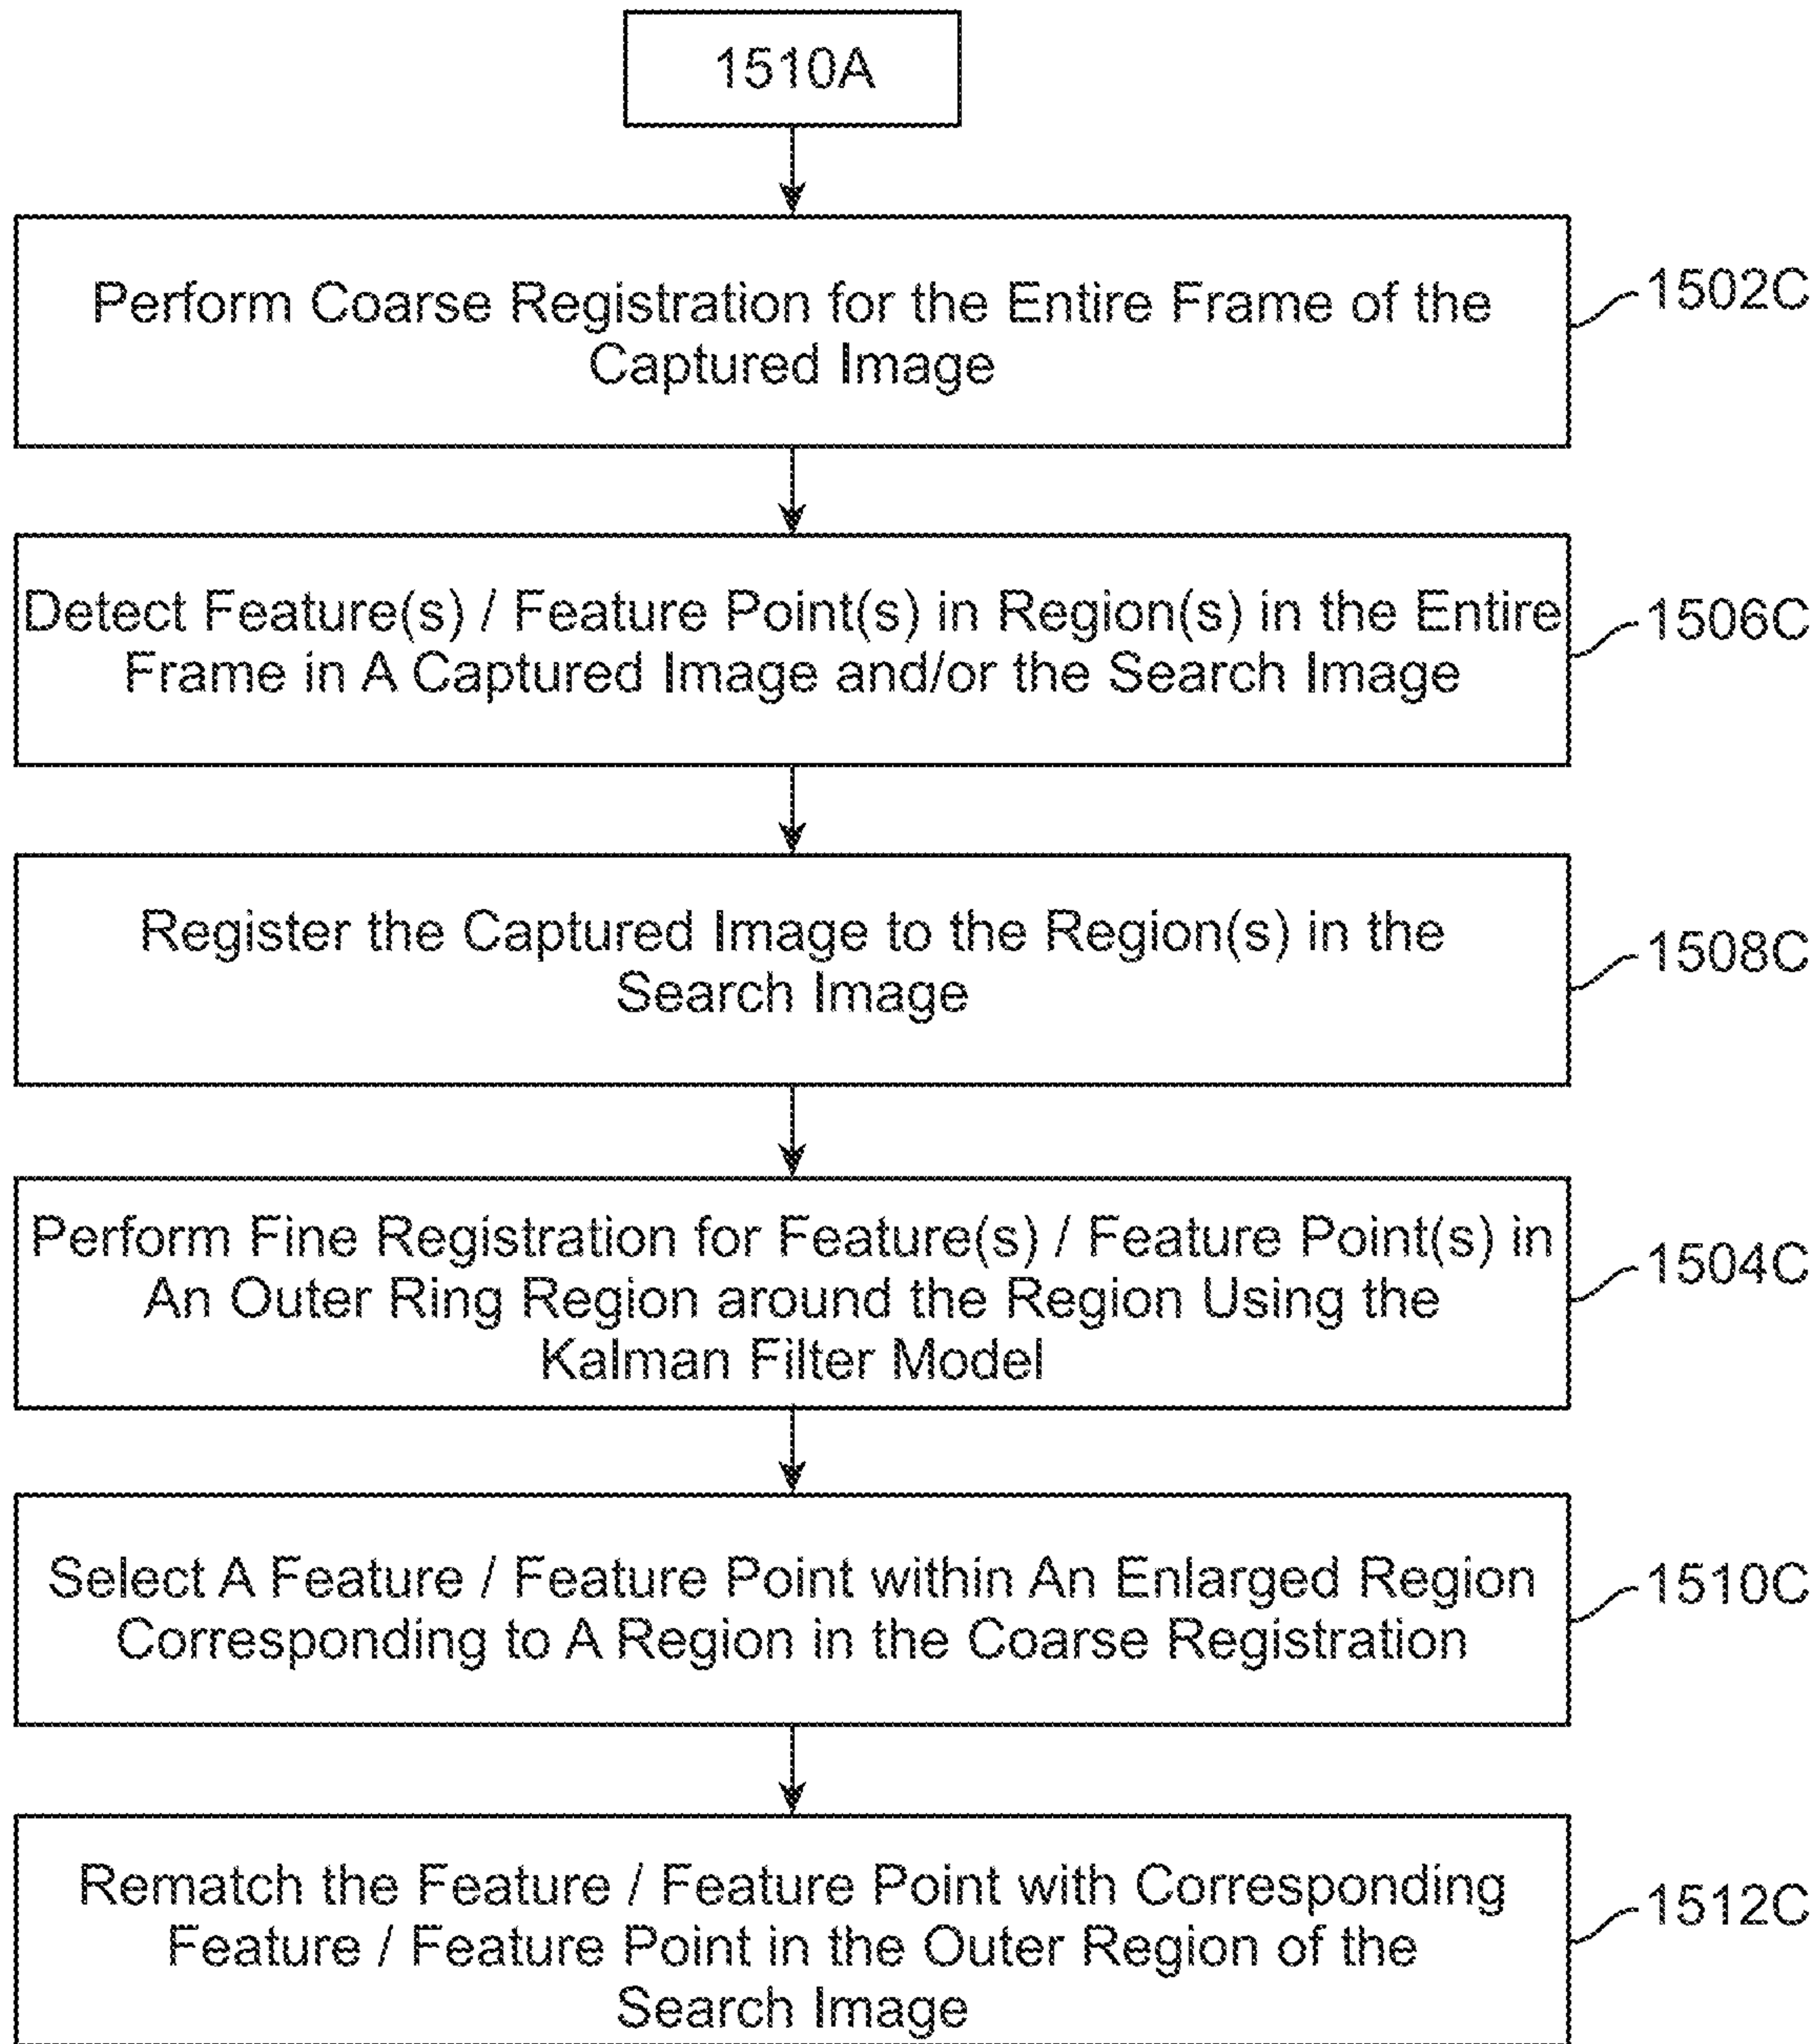 1510A
Perform Coarse Registration for the Entire Frame of the
Captured Image
1502C
Detect Feature(s) / Feature Point(s) in Region(s) in the Entire
Frame in A Captured Image and/or the Search Image
1506C
Register the Captured Image to the Region(s) in the
Search Image
1508C
Perform Fine Registration for Feature(s) / Feature Point(s) in
An Outer Ring Region around the Region Using the
Kalman Filter Model
1504C
Select A Feature / Feature Point within An Enlarged Region
Corresponding to A Region in the Coarse Registration
1510C
Rematch the Feature / Feature Point with Corresponding
Feature / Feature Point in the Outer Region of the
Search Image
1512C